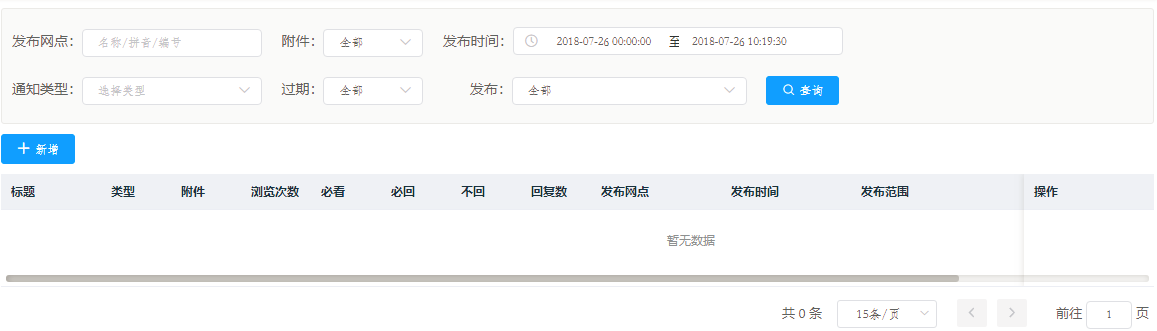 发布网点： 名称/拼音/编号 附件： 全部 发布时间： 2018-07-26 00:00:00 至 2018-07-26 10:19:30
通知类型： 选择类型 过期： 全部 发布： 全部 查询
新增
标题 类型 附件 浏览次数 必看 必回 不回 回复数 发布网点 发布时间 发布范围 操作
暂无数据
共 0 条 15条/页 前往 1 页